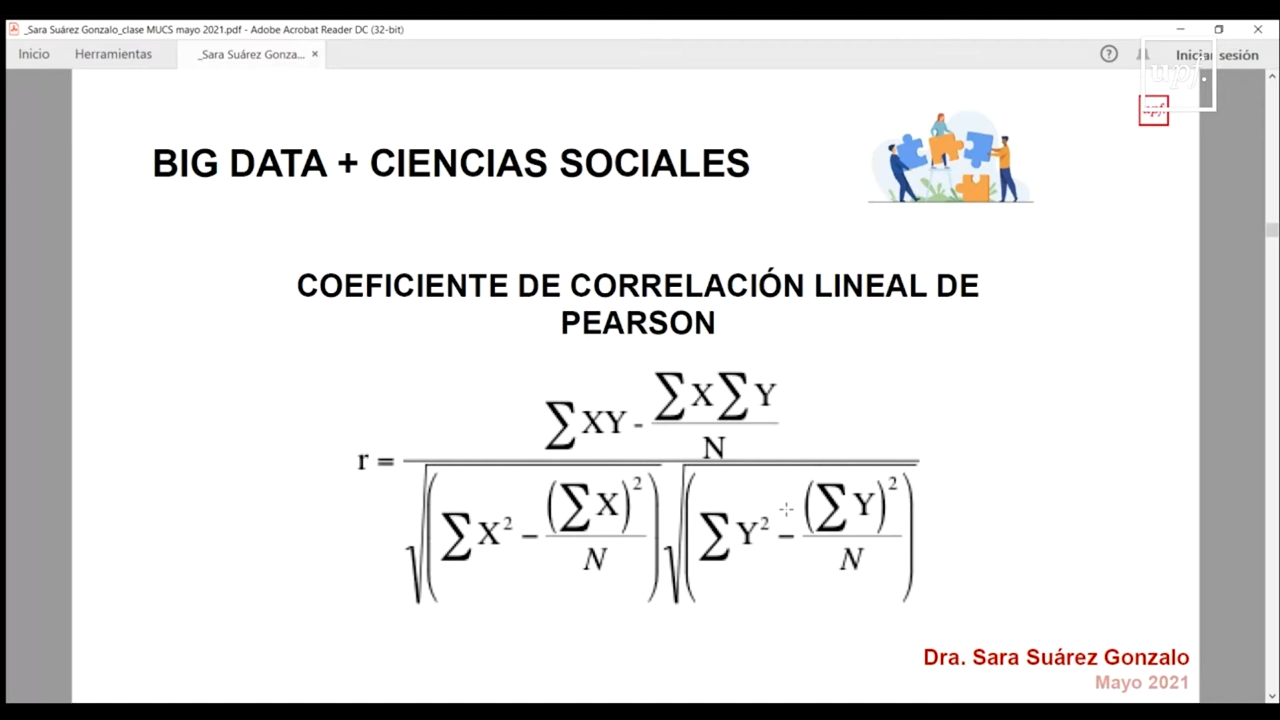 _Sara Suárez Gonzalo_clase MUCS mayo 2021.pdf - Adobe Acrobat Reader DC (32-bit)
Inicio Herramientas _Sara Suárez Gonza... × Iniciar sesión
upf.
upf.
BIG DATA + CIENCIAS SOCIALES
COEFICIENTE DE CORRELACIÓN LINEAL DE
PEARSON
r = (∑XY - (∑X∑Y)/N) / (√(∑X² – (∑X)²/N) √(∑Y² – (∑Y)²/N))
Dra. Sara Suárez Gonzalo
Mayo 2021